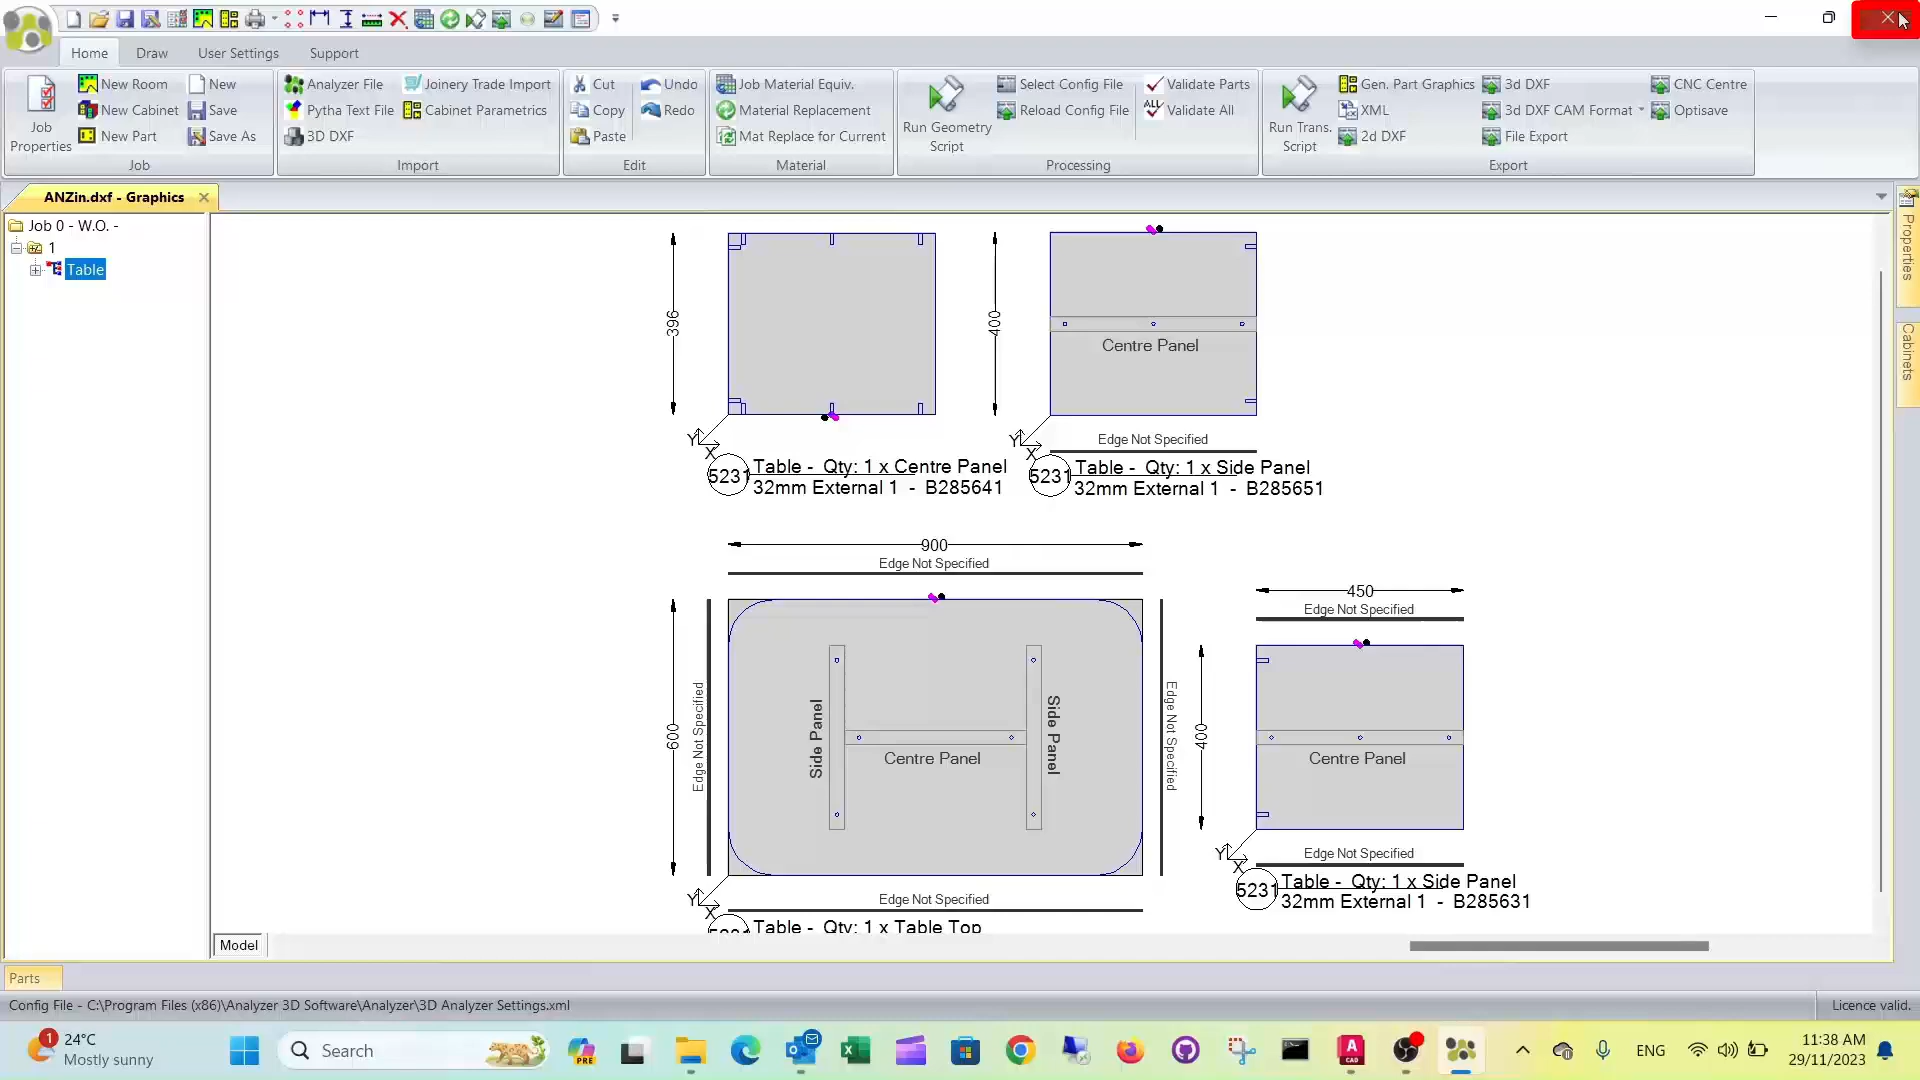 Home Draw User Settings Support
Job Properties
New Room
New Cabinet
New Part
New
Save
Save As
Job
Analyzer File
Pytha Text File
3D DXF
Joinery Trade Import
Cabinet Parametrics
Import
Cut
Copy
Paste
Undo
Redo
Edit
Job Material Equiv.
Material Replacement
Mat Replace for Current
Material
Run Geometry Script
Select Config File
Reload Config File
Validate Parts
ALL
Validate All
Processing
Run Trans. Script
Gen. Part Graphics
XML
2d DXF
3d DXF
3d DXF CAM Format
File Export
CNC Centre
Optisave
Export
ANZin.dxf - Graphics
Job 0 - W.O. -
1
Table
Properties
Cabinets
396
Y
X
5231
Table - Qty: 1 x Centre Panel
32mm External 1 - B285641
400
Centre Panel
Edge Not Specified
Y
X
5231
Table - Qty: 1 x Side Panel
32mm External 1 - B285651
900
Edge Not Specified
600
Edge Not Specified
Side Panel
Centre Panel
Side Panel
Edge Not Specified
Edge Not Specified
Y
X
Table - Qty: 1 x Table Top
450
Edge Not Specified
400
Centre Panel
Edge Not Specified
Y
X
5231
Table - Qty: 1 x Side Panel
32mm External 1 - B285631
Model
Parts
Config File - C:\Program Files (x86)\Analyzer 3D Software\Analyzer\3D Analyzer Settings.xml
Licence valid.
1
24°C
Mostly sunny
Search
PRE
CAD
ENG
11:38 AM
29/11/2023